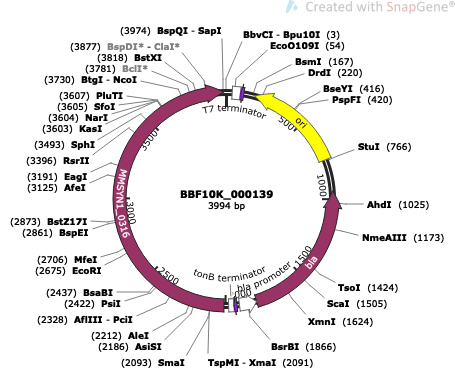 Created with SnapGene®
(3974) BspQI - SapI
(3877) BspDI* - ClaI*
(3818) BstXI
(3781) BclI*
(3730) BtgI - NcoI
(3607) PluTI
(3605) SfoI
(3604) NarI
(3603) KasI
(3493) SphI
(3396) RsrII
(3191) EagI
(3125) AfeI
(2873) BstZ17I
(2861) BspEI
(2706) MfeI
(2675) EcoRI
(2437) BsaBI
(2422) PsiI
(2328) AflIII - PciI
(2212) AleI
(2186) AsiSI
(2093) SmaI
BbvCI - Bpu10I (3)
EcoO109I (54)
BsmI (167)
DrdI (220)
BseYI (416)
PspFI (420)
StuI (766)
AhdI (1025)
NmeAIII (1173)
TsoI (1424)
ScaI (1505)
XmnI (1624)
BsrBI (1866)
TspMI - XmaI (2091)
T7 terminator
ori
500
1000
1500
bla
bla promoter
tonB terminator
2500
3000
3500
MMSYN1_0316
BBF10K_000139
3994 bp